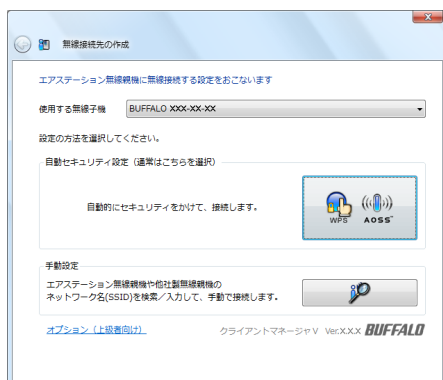 無線接続先の作成
エアステーション無線親機に無線接続する設定をおこないます
使用する無線子機 BUFFALO XXX-XX-XX
設定の方法を選択してください。
自動セキュリティ設定（通常はこちらを選択）
自動的にセキュリティをかけて、接続します。
WPS AOSS™
手動設定
エアステーション無線親機や他社製無線親機の
ネットワーク名(SSID)を検索／入力して、手動で接続します。
オプション（上級者向け） クライアントマネージャV Ver.X.X.X BUFFALO